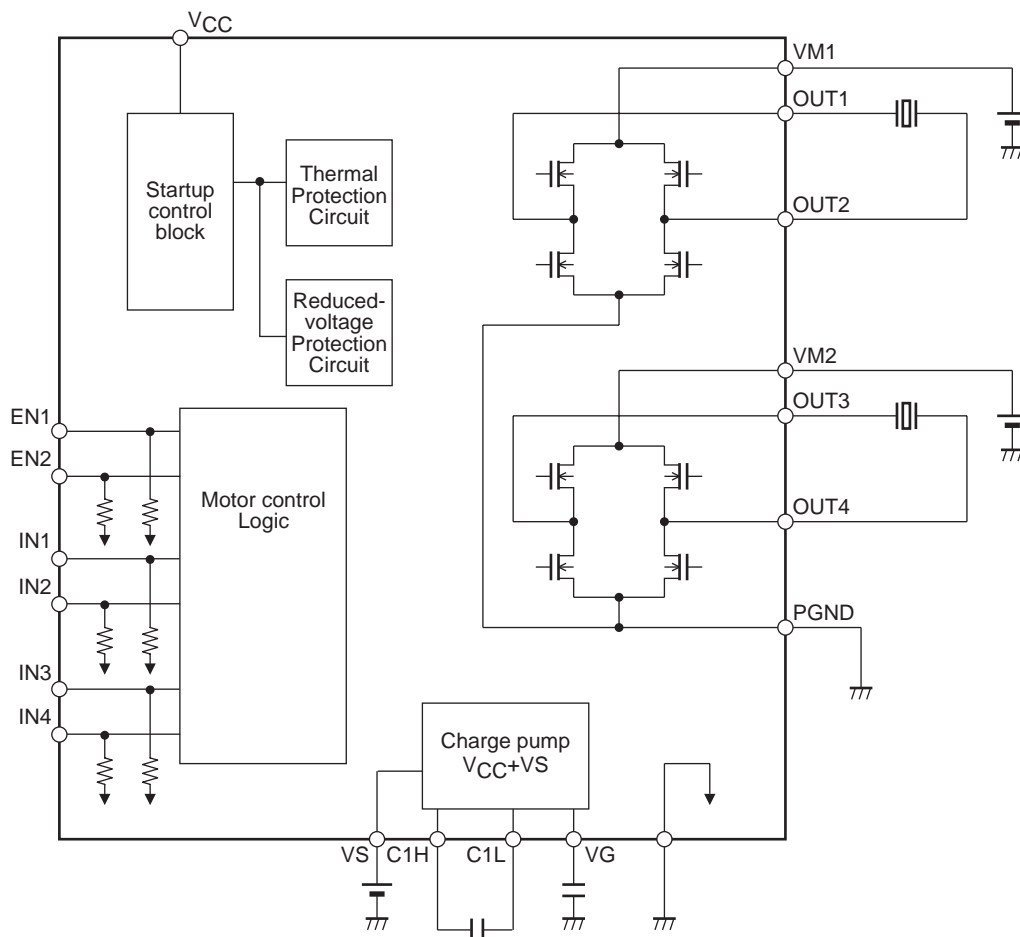 VCC
VM1
OUT1
Thermal
Protection
Circuit
Startup
control
block
OUT2
Reduced-
voltage
Protection
Circuit
VM2
OUT3
EN1
EN2
Motor control
Logic
OUT4
IN1
IN2
PGND
IN3
IN4
Charge pump
VCC+VS
VS
C1H
C1L
VG